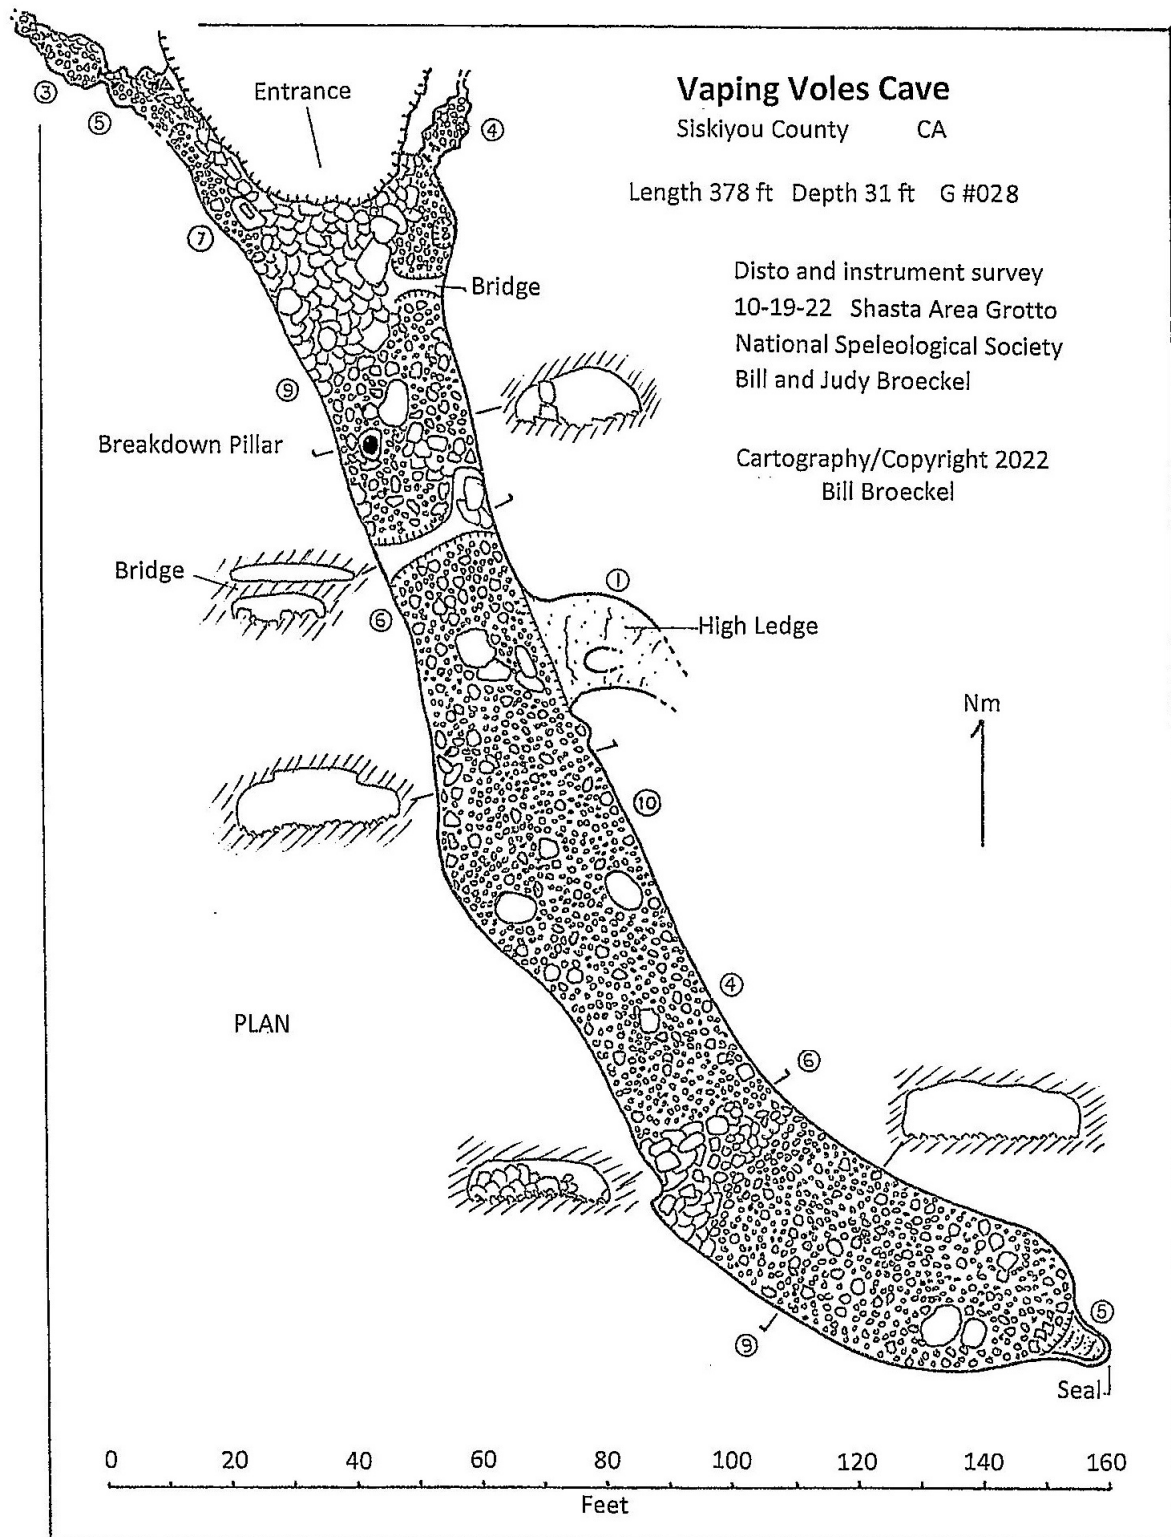 Vaping Voles Cave
Siskiyou County CA
Length 378 ft Depth 31 ft G #028
Disto and instrument survey
10-19-22 Shasta Area Grotto
National Speleological Society
Bill and Judy Broeckel
Cartography/Copyright 2022
Bill Broeckel
Entrance
3
5
4
7
Bridge
9
Breakdown Pillar
Bridge
6
1
High Ledge
Nm
10
4
PLAN
6
5
9
Seal
0 20 40 60 80 100 120 140 160
Feet